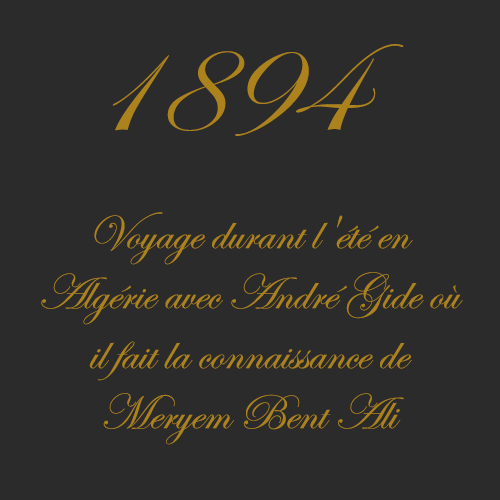 1894
Voyage durant l'été en
Algérie avec André Gide où
il fait la connaissance de
Meryem Bent Ali